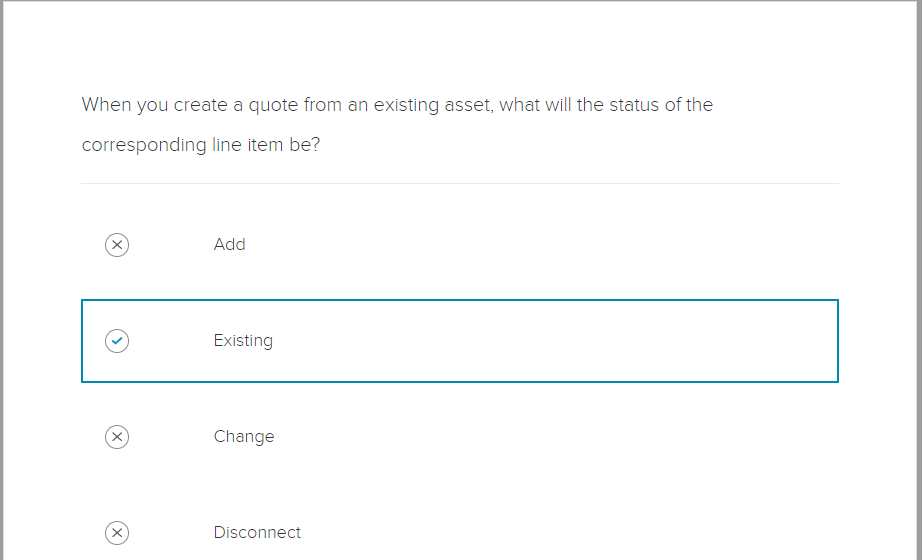 When you create a quote from an existing asset, what will the status of the
corresponding line item be?
Add
Existing
Change
Disconnect